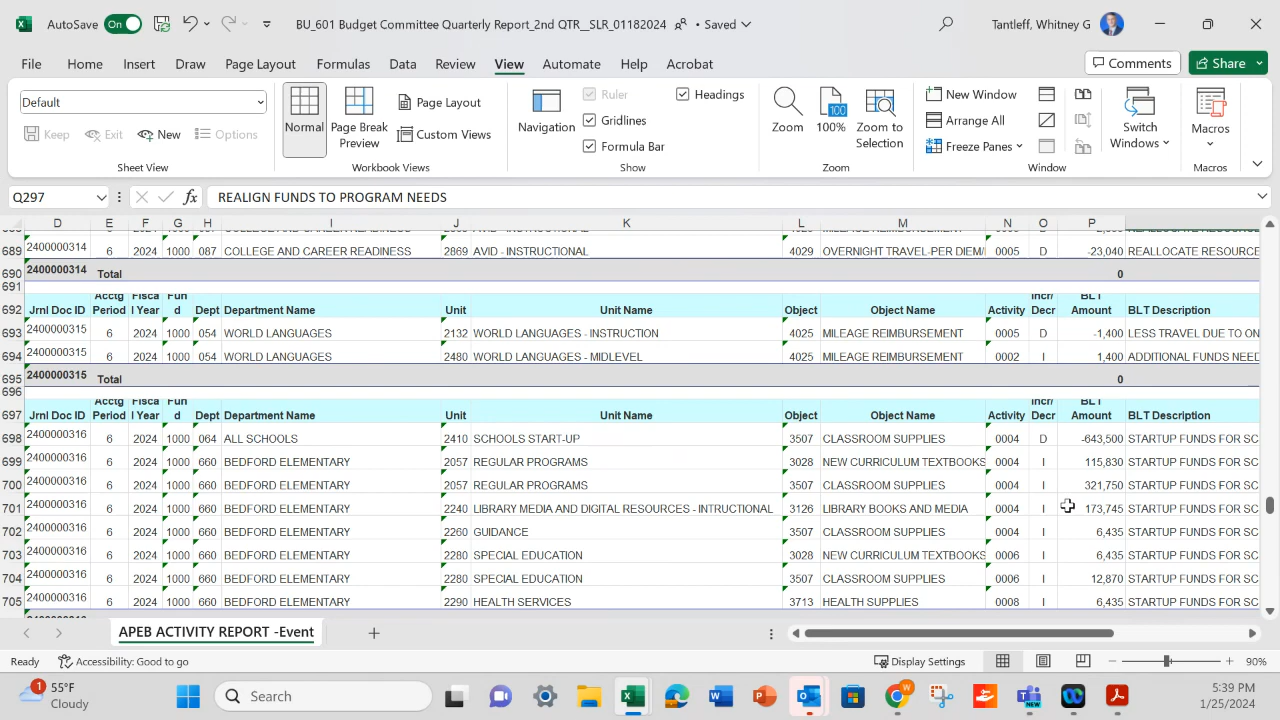 AutoSave On BU_601 Budget Committee Quarterly Report_2nd QTR__SLR_01182024 • Saved Tantleff, Whitney G
File Home Insert Draw Page Layout Formulas Data Review View Automate Help Acrobat Comments Share
Default
Keep Exit New Options
Sheet View
Normal Page Break Preview Page Layout Custom Views
Workbook Views
Navigation Ruler Gridlines Formula Bar Headings
Show
Zoom 100% Zoom to Selection
Zoom
New Window Arrange All Freeze Panes Switch Windows
Window
Macros
Macros
Q297 fx REALIGN FUNDS TO PROGRAM NEEDS
D E F G H I J K L M N O P
689 2400000314 6 2024 1000 087 COLLEGE AND CAREER READINESS 2869 AVID - INSTRUCTIONAL 4029 OVERNIGHT TRAVEL-PER DIEM/ 0005 D -23,040 REALLOCATE RESOURCE
690 2400000314 Total 0
691
692 Jrnl Doc ID Acctg Period Fisca l Year Fun d Dept Department Name Unit Unit Name Object Object Name Activity Incr/ Decr BLT Amount BLT Description
693 2400000315 6 2024 1000 054 WORLD LANGUAGES 2132 WORLD LANGUAGES - INSTRUCTION 4025 MILEAGE REIMBURSEMENT 0005 D -1,400 LESS TRAVEL DUE TO ON
694 2400000315 6 2024 1000 054 WORLD LANGUAGES 2480 WORLD LANGUAGES - MIDLEVEL 4025 MILEAGE REIMBURSEMENT 0002 I 1,400 ADDITIONAL FUNDS NEED
695 2400000315 Total 0
696
697 Jrnl Doc ID Acctg Period Fisca l Year Fun d Dept Department Name Unit Unit Name Object Object Name Activity Incr/ Decr BLT Amount BLT Description
698 2400000316 6 2024 1000 064 ALL SCHOOLS 2410 SCHOOLS START-UP 3507 CLASSROOM SUPPLIES 0004 D -643,500 STARTUP FUNDS FOR SC
699 2400000316 6 2024 1000 660 BEDFORD ELEMENTARY 2057 REGULAR PROGRAMS 3028 NEW CURRICULUM TEXTBOOKS 0004 I 115,830 STARTUP FUNDS FOR SC
700 2400000316 6 2024 1000 660 BEDFORD ELEMENTARY 2057 REGULAR PROGRAMS 3507 CLASSROOM SUPPLIES 0004 I 321,750 STARTUP FUNDS FOR SC
701 2400000316 6 2024 1000 660 BEDFORD ELEMENTARY 2240 LIBRARY MEDIA AND DIGITAL RESOURCES - INTRUCTIONAL 3126 LIBRARY BOOKS AND MEDIA 0004 I 173,745 STARTUP FUNDS FOR SC
702 2400000316 6 2024 1000 660 BEDFORD ELEMENTARY 2260 GUIDANCE 3507 CLASSROOM SUPPLIES 0004 I 6,435 STARTUP FUNDS FOR SC
703 2400000316 6 2024 1000 660 BEDFORD ELEMENTARY 2280 SPECIAL EDUCATION 3028 NEW CURRICULUM TEXTBOOKS 0006 I 6,435 STARTUP FUNDS FOR SC
704 2400000316 6 2024 1000 660 BEDFORD ELEMENTARY 2280 SPECIAL EDUCATION 3507 CLASSROOM SUPPLIES 0006 I 12,870 STARTUP FUNDS FOR SC
705 2400000316 6 2024 1000 660 BEDFORD ELEMENTARY 2290 HEALTH SERVICES 3713 HEALTH SUPPLIES 0008 I 6,435 STARTUP FUNDS FOR SC
APEB ACTIVITY REPORT -Event
Ready Accessibility: Good to go Display Settings 90%
1 55°F Cloudy Search NEW 5:39 PM 1/25/2024